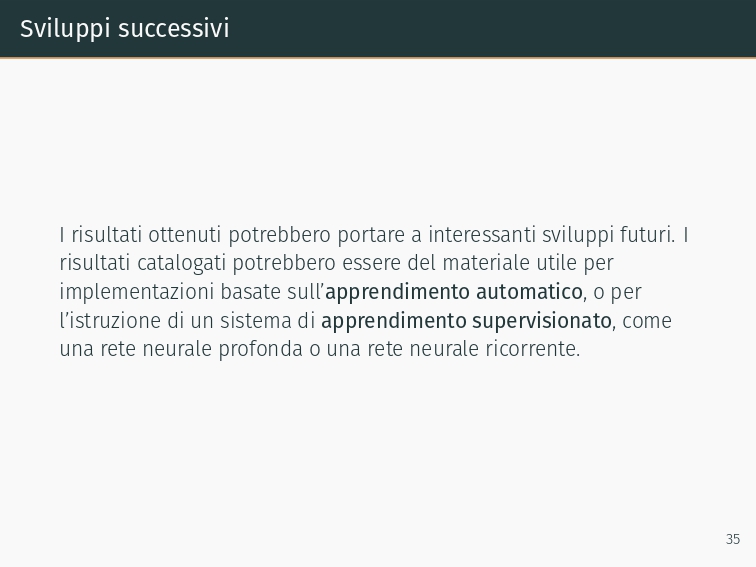 Sviluppi successivi
I risultati ottenuti potrebbero portare a interessanti sviluppi futuri. I
risultati catalogati potrebbero essere del materiale utile per
implementazioni basate sull’apprendimento automatico, o per
l’istruzione di un sistema di apprendimento supervisionato, come
una rete neurale profonda o una rete neurale ricorrente.
35